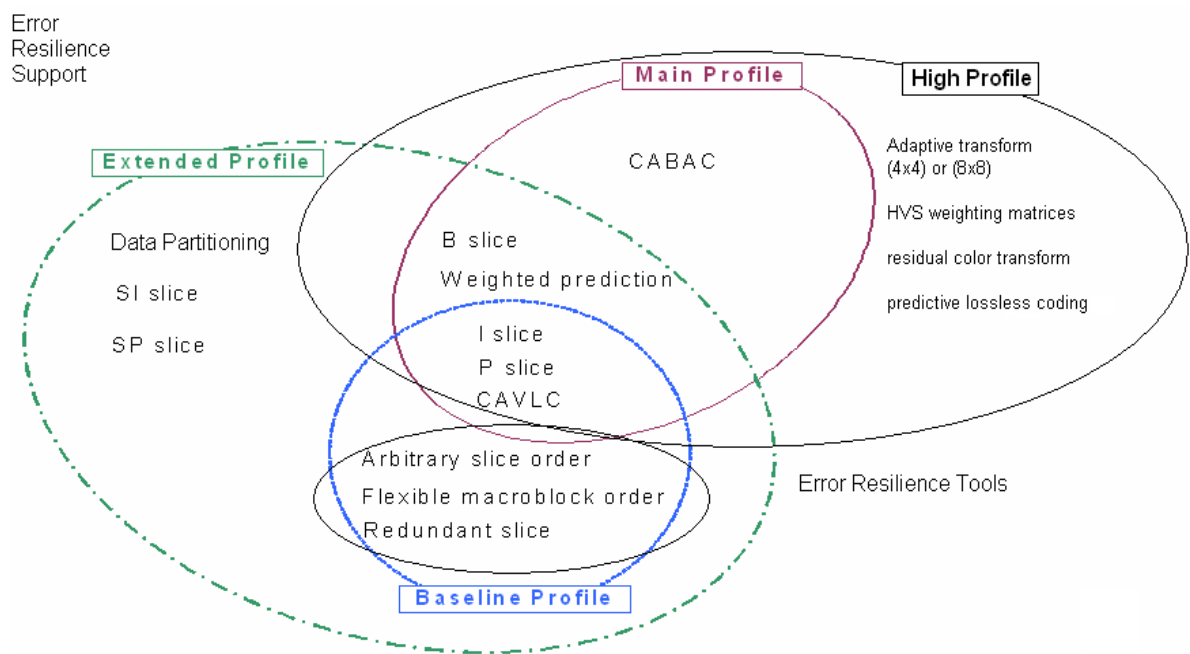 Error
Resilience
Support
Main Profile
High Profile
Extended Profile
CABAC
Adaptive transform
(4x4) or (8x8)
HVS weighting matrices
residual color transform
predictive lossless coding
Data Partitioning
SI slice
SP slice
B slice
Weighted prediction
I slice
P slice
CAVLC
Arbitrary slice order
Flexible macroblock order
Redundant slice
Error Resilience Tools
Baseline Profile